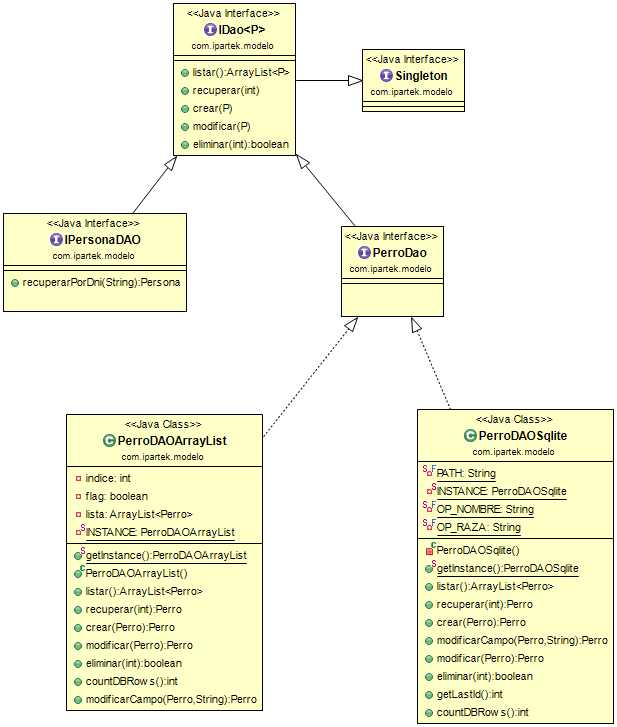 <<Java Interface>>
IDao<P>
com.ipartek.modelo
listar():ArrayList<P>
recuperar(int)
crear(P)
modificar(P)
eliminar(int):boolean
<<Java Interface>>
Singleton
com.ipartek.modelo
<<Java Interface>>
IPersonaDAO
com.ipartek.modelo
recuperarPorDni(String):Persona
<<Java Interface>>
PerroDao
com.ipartek.modelo
<<Java Class>>
PerroDAOArrayList
com.ipartek.modelo
indice: int
flag: boolean
lista: ArrayList<Perro>
INSTANCE: PerroDAOArrayList
getInstance():PerroDAOArrayList
PerroDAOArrayList()
listar():ArrayList<Perro>
recuperar(int):Perro
crear(Perro):Perro
modificar(Perro):Perro
eliminar(int):boolean
countDBRows():int
modificarCampo(Perro,String):Perro
<<Java Class>>
PerroDAOSqlite
com.ipartek.modelo
PATH: String
INSTANCE: PerroDAOSqlite
OP_NOMBRE: String
OP_RAZA: String
PerroDAOSqlite()
getInstance():PerroDAOSqlite
listar():ArrayList<Perro>
recuperar(int):Perro
crear(Perro):Perro
modificarCampo(Perro,String):Perro
modificar(Perro):Perro
eliminar(int):boolean
getLastId():int
countDBRows():int